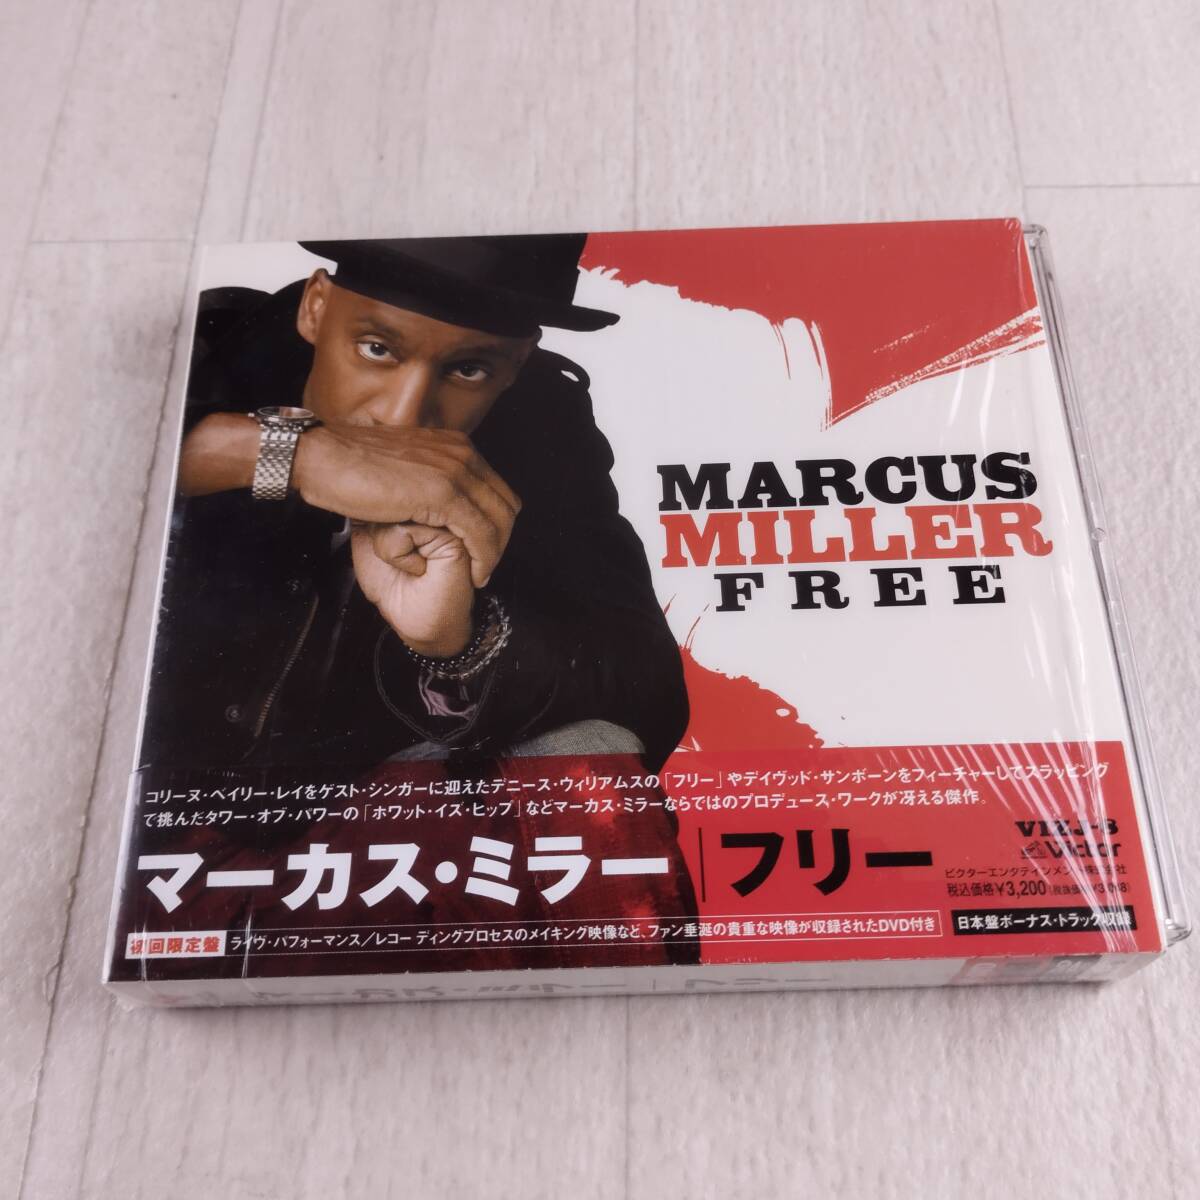 MARCUS
MILLER
FREE
コリーヌ・ベイリー・レイをゲスト・シンガーに迎えたデニース・ウィリアムスの「フリー」やデイヴッド・サンボーンをフィーチャーしてスラッピング
で挑んだタワー・オブ・パワーの「ホワット・イズ・ヒップ」などマーカス・ミラーならではのプロデュース・ワークが冴える傑作。
マーカス・ミラー｜フリー
VIZJ-8
Victor
ビクターエンタテインメント株式会社
税込価格¥3,200
初回限定盤
ライヴ・パフォーマンス／レコーディングプロセスのメイキング映像など、ファン垂涎の貴重な映像が収録されたDVD付き
日本盤ボーナス・トラック収録